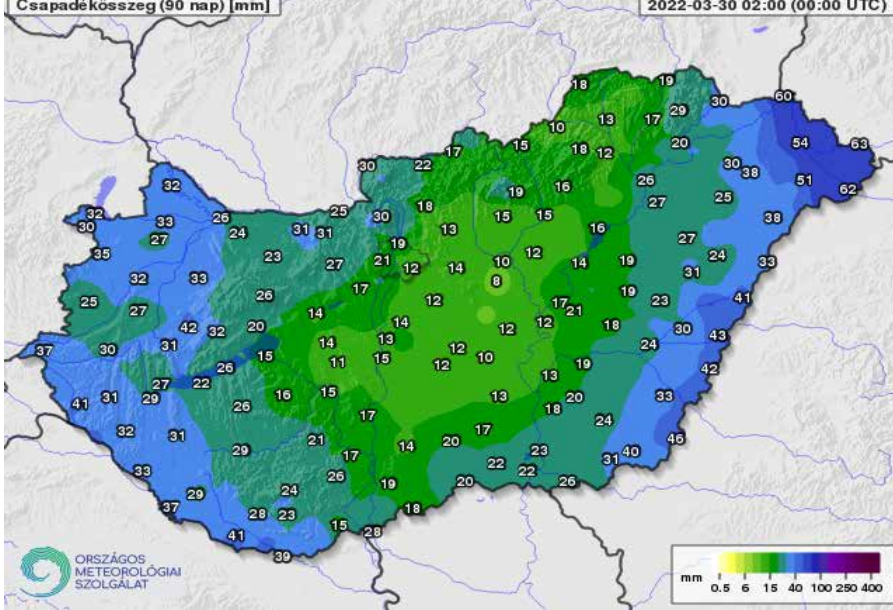 Csapadékösszeg (90 nap) [mm]
2022-03-30 02:00 (00:00 UTC)
18 19 30 60
10 13 17 29
30 22 17 15 18 12 20 54 63
32 19 16 26 30 38 51 62
32 30 33 26 24 25 30 18 15 15 27 25 38
27 31 31 13 16
35 23 27 19 21 12 14 10 12 14 19 27 24 33
32 33 8 31
25 27 26 17 12 17 21 19 23 41
42 32 20 14 14 12 12 18 30 43
37 30 31 15 14 13 24
26 11 15 12 12 10 19 42
27 22 13
41 31 29 26 16 15 13 18 20 33
32 31 17 17 24
29 21 14 20 46
33 17 22 23 31 40
29 24 26 19 20 22 26
37 28 23 18
41 15 28
39
ORSZÁGOS
METEOROLÓGIAI
SZOLGÁLAT
mm
0.5 6 15 40 100 250 400